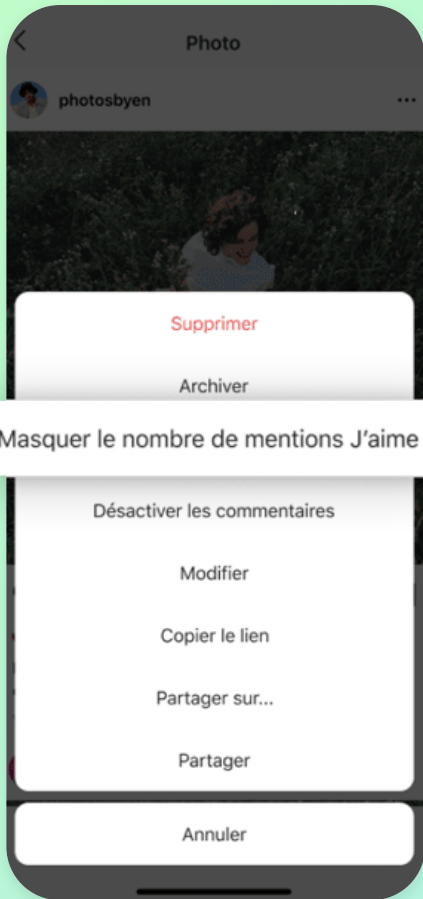 Photo
photosbyen
Supprimer
Archiver
Masquer le nombre de mentions J'aime
Désactiver les commentaires
Modifier
Copier le lien
Partager sur...
Partager
Annuler